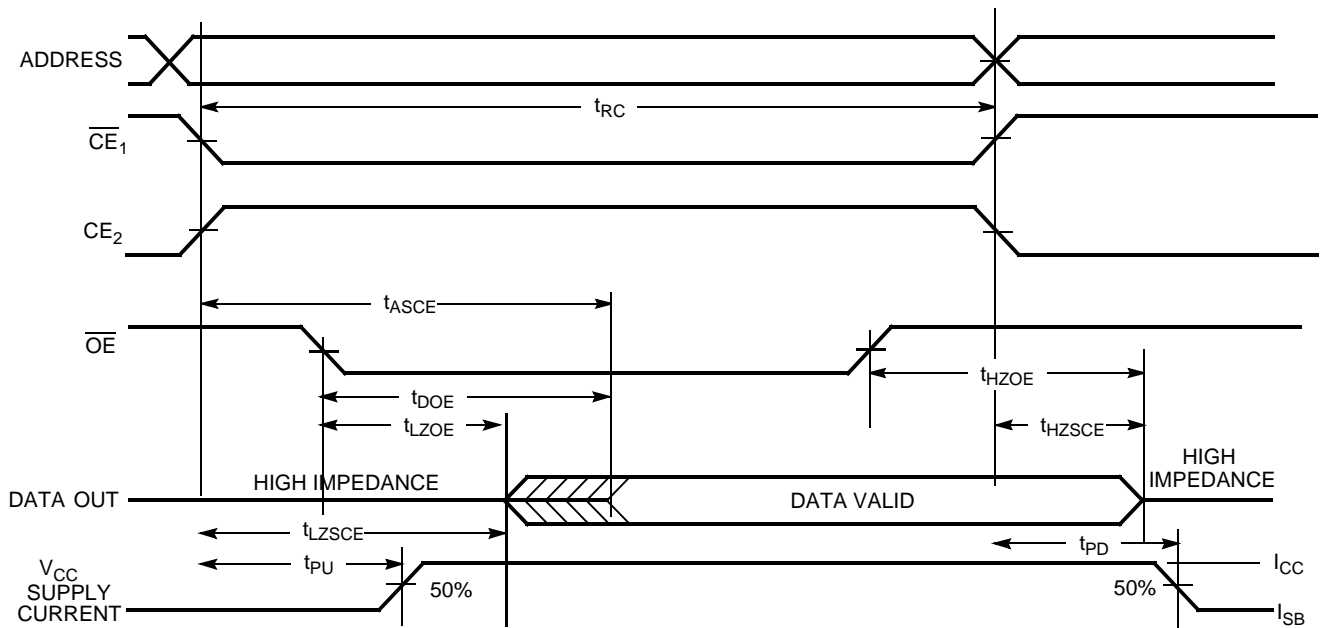 ADDRESS
tRC
CE1
CE2
tASCE
OE
tHZOE
tDOE
tLZOE
tHZSCE
HIGH IMPEDANCE
HIGH
IMPEDANCE
DATA OUT
DATA VALID
tLZSCE
tPD
tPU
VCC
SUPPLY
CURRENT
50%
50%
ICC
ISB